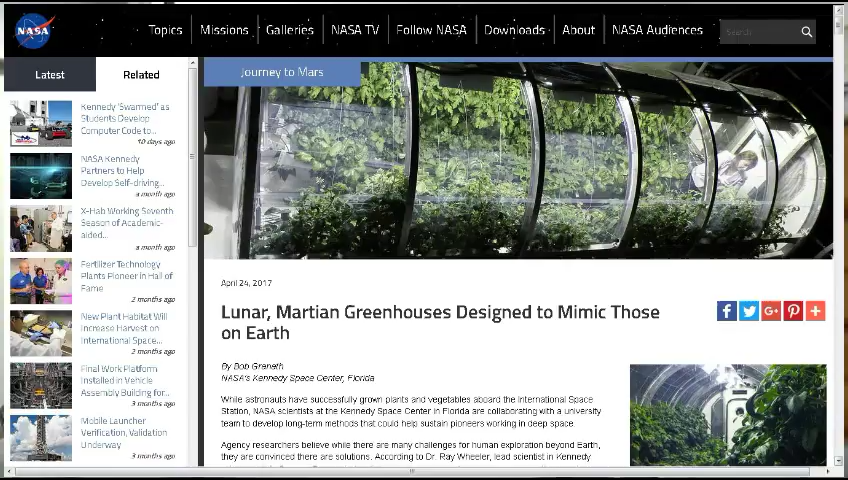 NASA
Topics
Missions
Galleries
NASA TV
Follow NASA
Downloads
About
NASA Audiences
Search
Latest
Related
Journey to Mars
Kennedy 'Swarmed' as
Students Develop
Computer Code to...
10 days ago
NASA Kennedy
Partners to Help
Develop Self-driving...
a month ago
X-Hab Working Seventh
Season of Academic-
aided...
a month ago
Fertilizer Technology
Plants Pioneer in Hall of
Fame
2 months ago
New Plant Habitat Will
Increase Harvest on
International Space...
2 months ago
Final Work Platform
Installed in Vehicle
Assembly Building for...
3 months ago
Mobile Launcher
Verification, Validation
Underway
3 months ago
April 24, 2017
Lunar, Martian Greenhouses Designed to Mimic Those
on Earth
By Bob Granath
NASA's Kennedy Space Center, Florida
While astronauts have successfully grown plants and vegetables aboard the International Space
Station, NASA scientists at the Kennedy Space Center in Florida are collaborating with a university
team to develop long-term methods that could help sustain pioneers working in deep space.
Agency researchers believe while there are many challenges for human exploration beyond Earth,
they are convinced there are solutions. According to Dr. Ray Wheeler, lead scientist in Kennedy